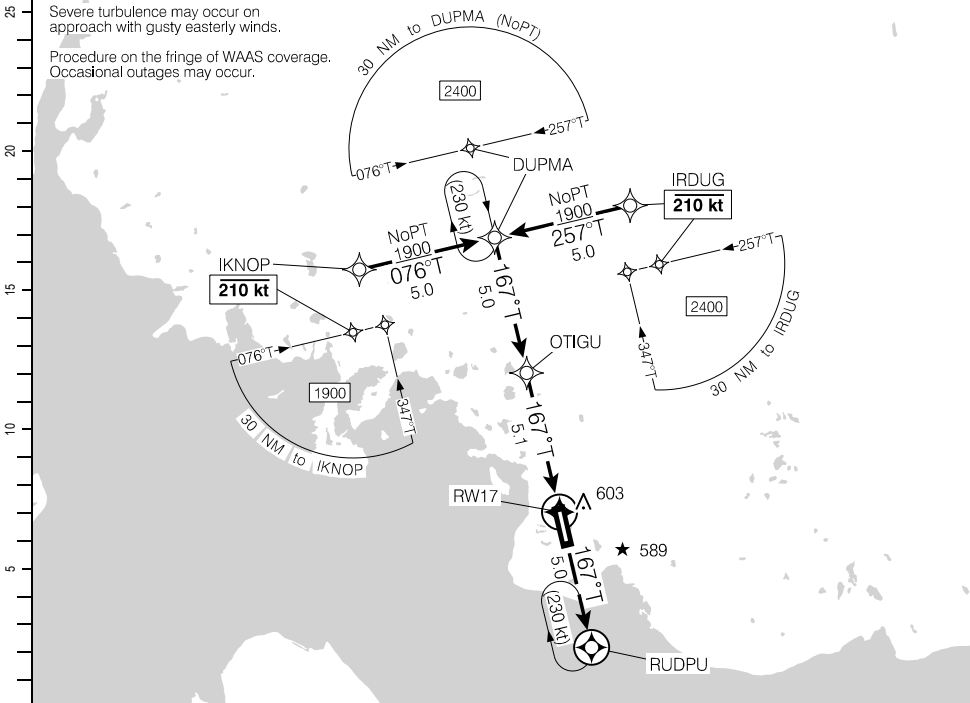 Severe turbulence may occur on
approach with gusty easterly winds.
Procedure on the fringe of WAAS coverage.
Occasional outages may occur.
25
20
15
10
5
30 NM to DUPMA (NoPT)
2400
076°T
257°T
DUPMA
(230 kt)
IRDUG
210 kt
NoPT
1900
257°T
5.0
NoPT
1900
076°T
5.0
IKNOP
210 kt
257°T
2400
347°T
30 NM to IRDUG
167°T
5.0
OTIGU
076°T
1900
347°T
30 NM to IKNOP
167°T
5.1
RW17
603
589
167°T
5.0
(230 kt)
RUDPU